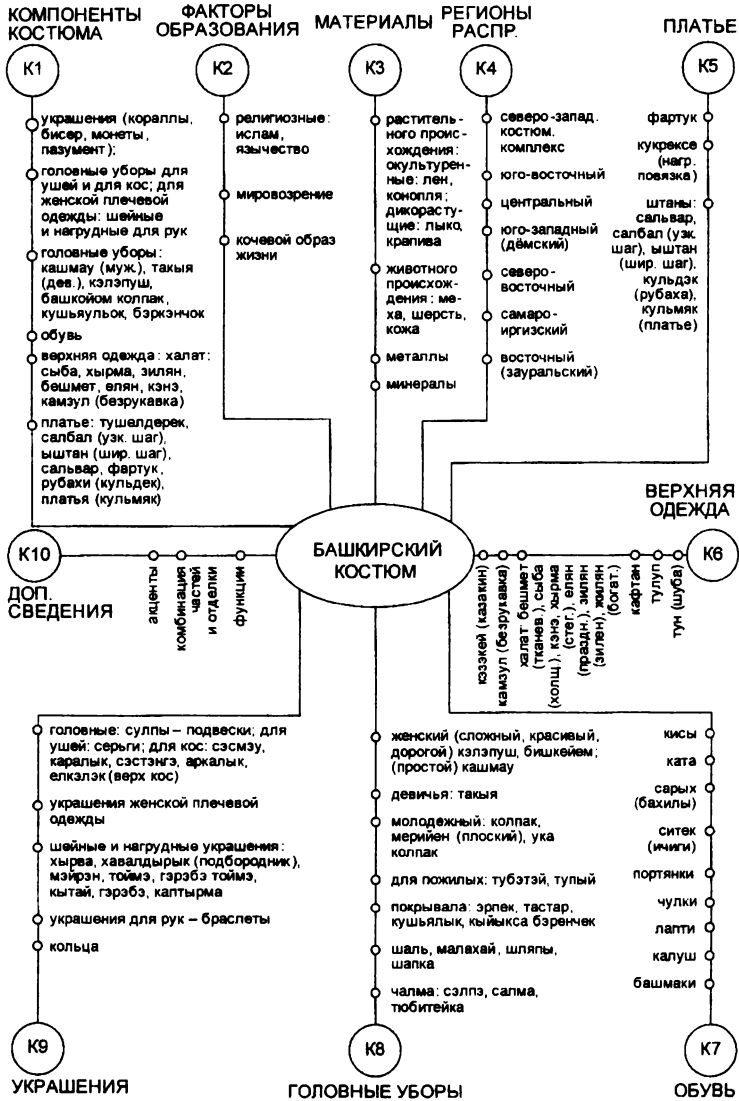 КОМПОНЕНТЫ
КОСТЮМА
К1
украшения (кораллы,
бисер, монеты,
пазумент);
головные уборы для
ушей и для кос; для
женской плечевой
одежды: шейные
и нагрудные для рук
головные уборы:
кашмау (муж.), такыя
(дев.), кэлэпуш,
башкойом колпак,
кушьяульок, бэркэнчок
обувь
верхняя одежда: халат:
сыба, хырма, зилян,
бешмет, елян, кэнэ,
камзул (безрукавка)
платье: тушелдерек,
салбал (узк. шаг),
ыштан (шир. шаг),
сальвар, фартук,
рубахи (кульдек),
платья (кульмяк)
ФАКТОРЫ
ОБРАЗОВАНИЯ
К2
религиозные:
ислам,
язычество
мировозрение
кочевой образ
жизни
МАТЕРИАЛЫ
К3
раститель-
ного проис-
хождения:
окультурен-
ные: лен,
конопля;
дикорасту-
щие: лыко,
крапива
животного
происхож-
дения: ме-
ха, шерсть,
кожа
металлы
минералы
РЕГИОНЫ
РАСПР.
К4
северо-запад.
костюм.
комплекс
юго-восточный
центральный
юго-западный
(дёмский)
северо-
восточный
самаро-
иргизский
восточный
(зауральский)
ПЛАТЬЕ
К5
фартук
кукрексе
(нагр.
повязка)
штаны:
сальвар,
салбал (узк.
шаг), ыштан
(шир. шаг),
кульдэк
(рубаха),
кульмяк
(платье)
БАШКИРСКИЙ
КОСТЮМ
К10
ДОП.
СВЕДЕНИЯ
акценты
комбинация
частей
и отделки
функции
ВЕРХНЯЯ
ОДЕЖДА
К6
кэзэкей (казакин)
камзул (безрукавка)
халат: бешмет
(тканев.), сыба
(холщ.), кэнэ, хырма
(стег.), елян
(праздн.), зилян
(зилен), жилян
(богат.)
кафтан
тулуп
тун (шуба)
головные: сулпы – подвески; для
ушей: серьги; для кос: сэсмэу,
каралык, сэстэнгэ, аркалык,
елкэлэк (верх кос)
украшения женской плечевой
одежды
шейные и нагрудные украшения:
хырва, хавалдырык (подбородник),
мэйрэн, тоймэ, гэрэбэ тоймэ,
кытай, гэрэбэ, каптырма
украшения для рук – браслеты
кольца
К9
УКРАШЕНИЯ
женский (сложный, красивый,
дорогой) кэлэпуш, бишкейем;
(простой) кашмау
девичья: такыя
молодежный: колпак,
мерийен (плоский), ука
колпак
для пожилых: тубэтэй, тупый
покрывала: эрпек, тастар,
кушьялык, кыйыкса бэренчек
шаль, малахай, шляпы,
шапка
чалма: сэлпэ, салма,
тюбитейка
К8
ГОЛОВНЫЕ УБОРЫ
кисы
ката
сарых
(бахилы)
ситек
(ичиги)
портянки
чулки
лапти
калуш
башмаки
К7
ОБУВЬ